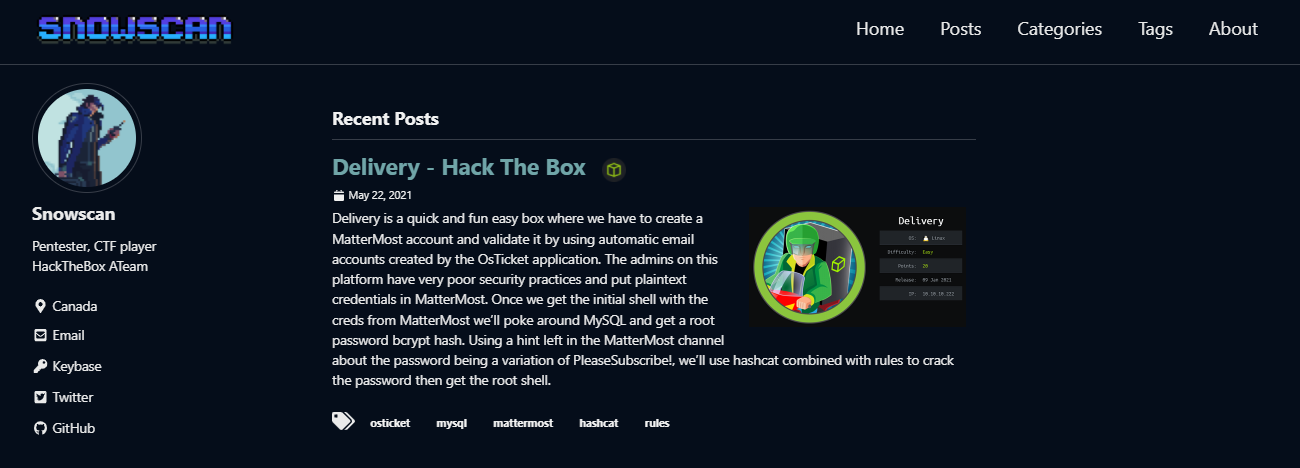 SNOWSCAN
Home Posts Categories Tags About
Snowscan
Pentester, CTF player
HackTheBox ATeam
Canada
Email
Keybase
Twitter
GitHub
Recent Posts
Delivery - Hack The Box
May 22, 2021
Delivery is a quick and fun easy box where we have to create a
MatterMost account and validate it by using automatic email
accounts created by the OsTicket application. The admins on this
platform have very poor security practices and put plaintext
credentials in MatterMost. Once we get the initial shell with the
creds from MatterMost we’ll poke around MySQL and get a root
password bcrypt hash. Using a hint left in the MatterMost channel
about the password being a variation of PleaseSubscribe!, we’ll use hashcat combined with rules to crack
the password then get the root shell.
Delivery
OS: Linux
Difficulty: Easy
Points: 20
Release: 09 Jan 2021
IP: 10.10.10.222
osticket mysql mattermost hashcat rules